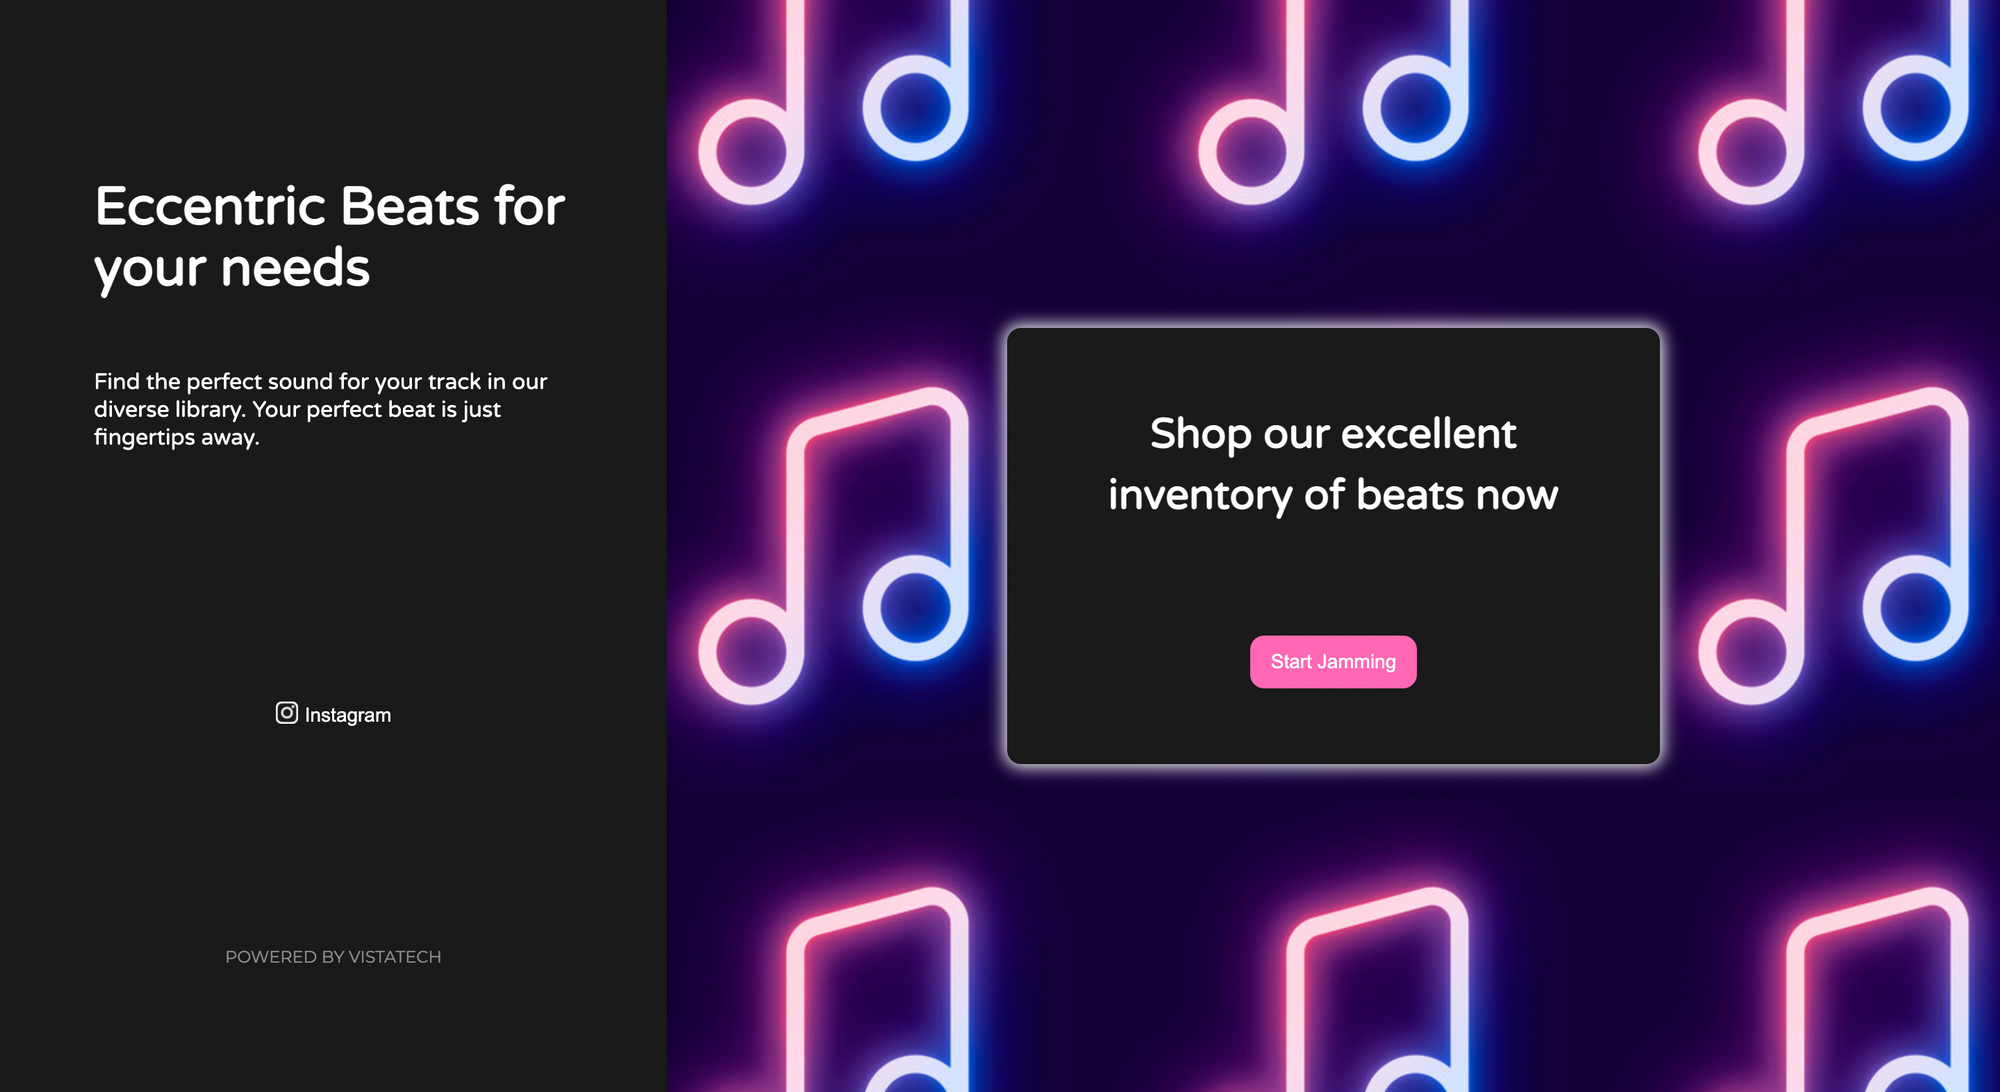 Eccentric Beats for
your needs
Find the perfect sound for your track in our
diverse library. Your perfect beat is just
fingertips away.
Instagram
POWERED BY VISTATECH
Shop our excellent
inventory of beats now
Start Jamming